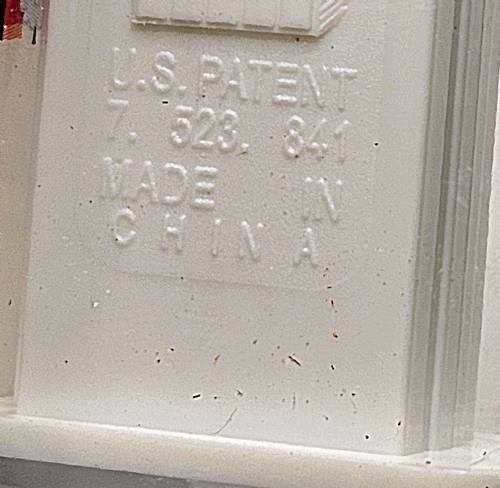 U.S. PATENT
7. 523. 841
MADE IN
CHINA